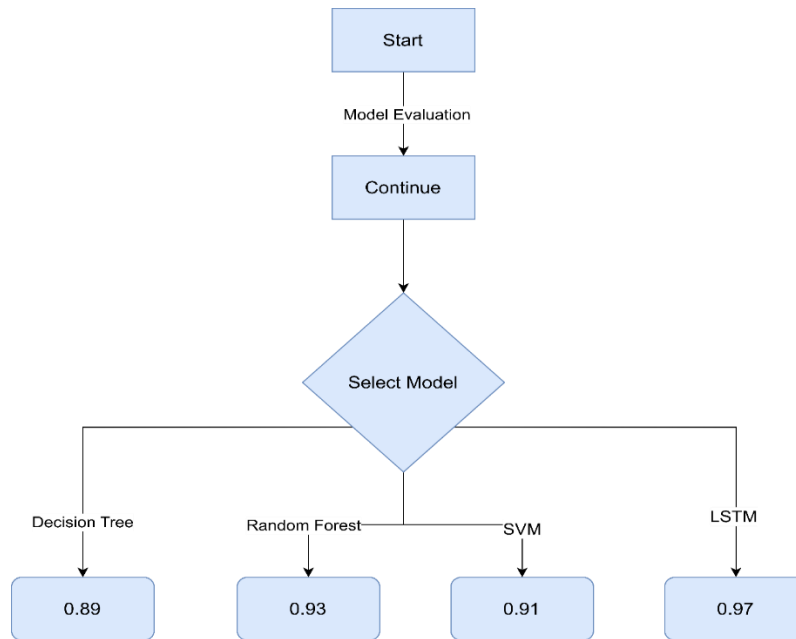 Start
Model Evaluation
Continue
Select Model
Decision Tree
Random Forest
SVM
LSTM
0.89
0.93
0.91
0.97